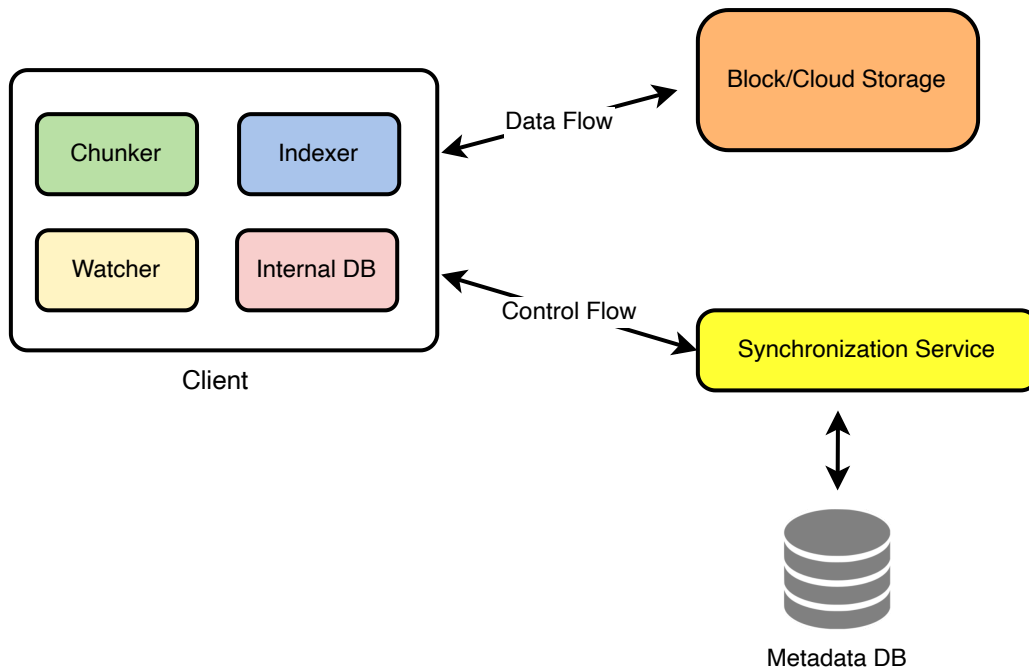 Block/Cloud Storage
Data Flow
Chunker
Indexer
Watcher
Internal DB
Control Flow
Synchronization Service
Client
Metadata DB